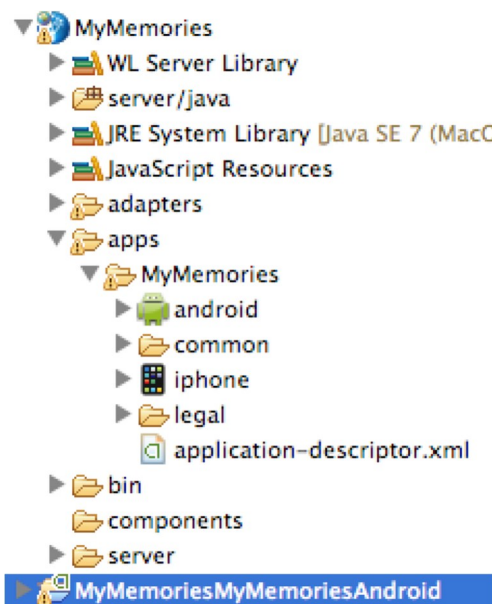 MyMemories
WL Server Library
server/java
JRE System Library [Java SE 7 (MacO
JavaScript Resources
adapters
apps
MyMemories
android
common
iphone
legal
application-descriptor.xml
bin
components
server
MyMemoriesMyMemoriesAndroid